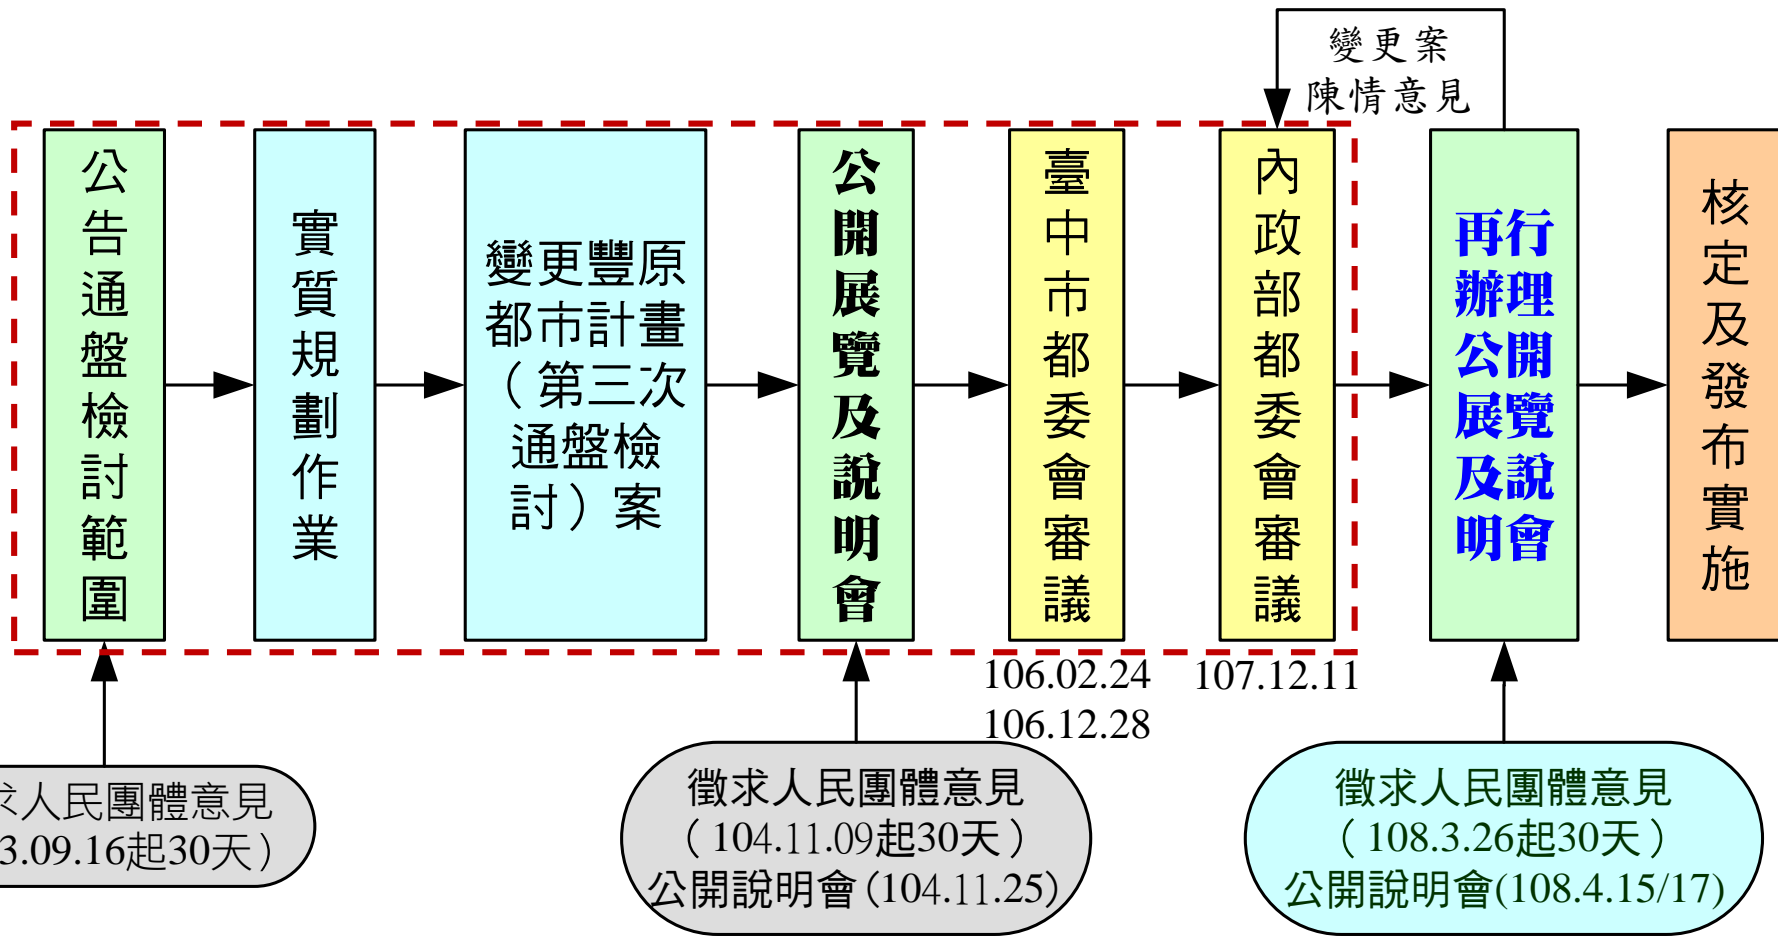 變更案
陳情意見
公告通盤檢討範圍
實質規劃作業
變更豐原
都市計畫
（第三次
通盤檢
討）案
公開展覽及說明會
臺中市都委會審議
內政部都委會審議
再行
辦理
公開
展覽
及說
明會
核定及發布實施
106.02.24
106.12.28
107.12.11
求人民團體意見
3.09.16起30天）
徵求人民團體意見
（104.11.09起30天）
公開說明會(104.11.25)
徵求人民團體意見
（108.3.26起30天）
公開說明會(108.4.15/17)